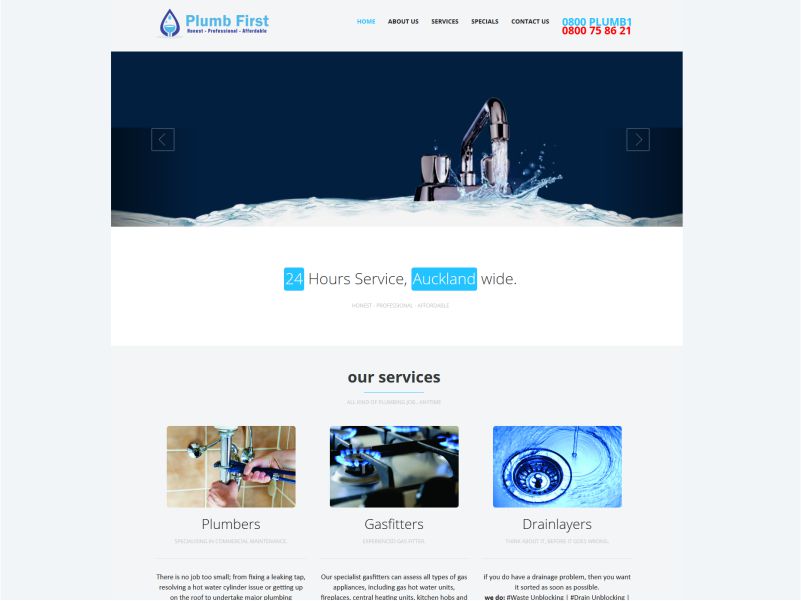 Plumb First
Honest - Professional - Affordable
HOME ABOUT US SERVICES SPECIALS CONTACT US
0800 PLUMB1
0800 75 86 21
24 Hours Service, Auckland wide.
HONEST - PROFESSIONAL - AFFORDABLE
our services
ALL KIND OF PLUMBING JOB.. ANYTIME
Plumbers
SPECIALISING IN COMMERCIAL MAINTENANCE.
There is no job too small; from fixing a leaking tap,
resolving a hot water cylinder issue or getting up
on the roof to undertake major plumbing
Gasfitters
EXPERIENCED GAS FITTER.
Our specialist gasfitters can assess all types of gas
appliances, including gas hot water units,
fireplaces, central heating units, kitchen hobs and
Drainlayers
THINK ABOUT IT, BEFORE IT GOES WRONG.
if you do have a drainage problem, then you want
it sorted as soon as possible.
we do: #Waste Unblocking | #Drain Unblocking |